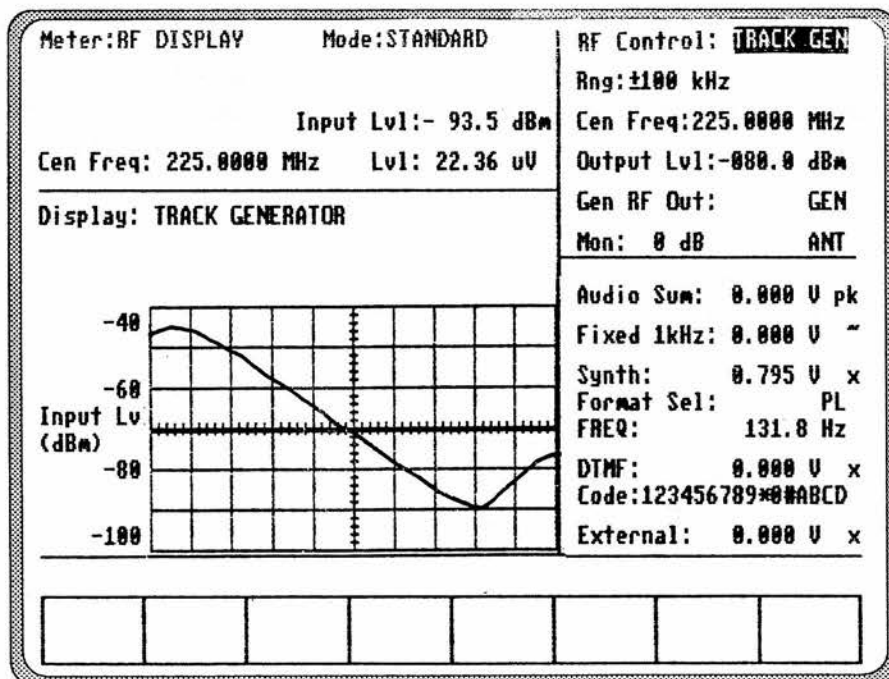 Meter:RF DISPLAY Mode:STANDARD
Input Lvl:- 93.5 dBm
Cen Freq: 225.0000 MHz Lvl: 22.36 uV
Display: TRACK GENERATOR
-40
-60
Input Lv
(dBm)
-80
-100
RF Control: TRACK GEN
Rng:±100 kHz
Cen Freq:225.0000 MHz
Output Lvl:-080.0 dBm
Gen RF Out: GEN
Mon: 0 dB ANT
Audio Sum: 0.000 V pk
Fixed 1kHz: 0.000 V ~
Synth: 0.795 V x
Format Sel: PL
FREQ: 131.8 Hz
DTMF: 0.000 V x
Code:123456789*0#ABCD
External: 0.000 V x